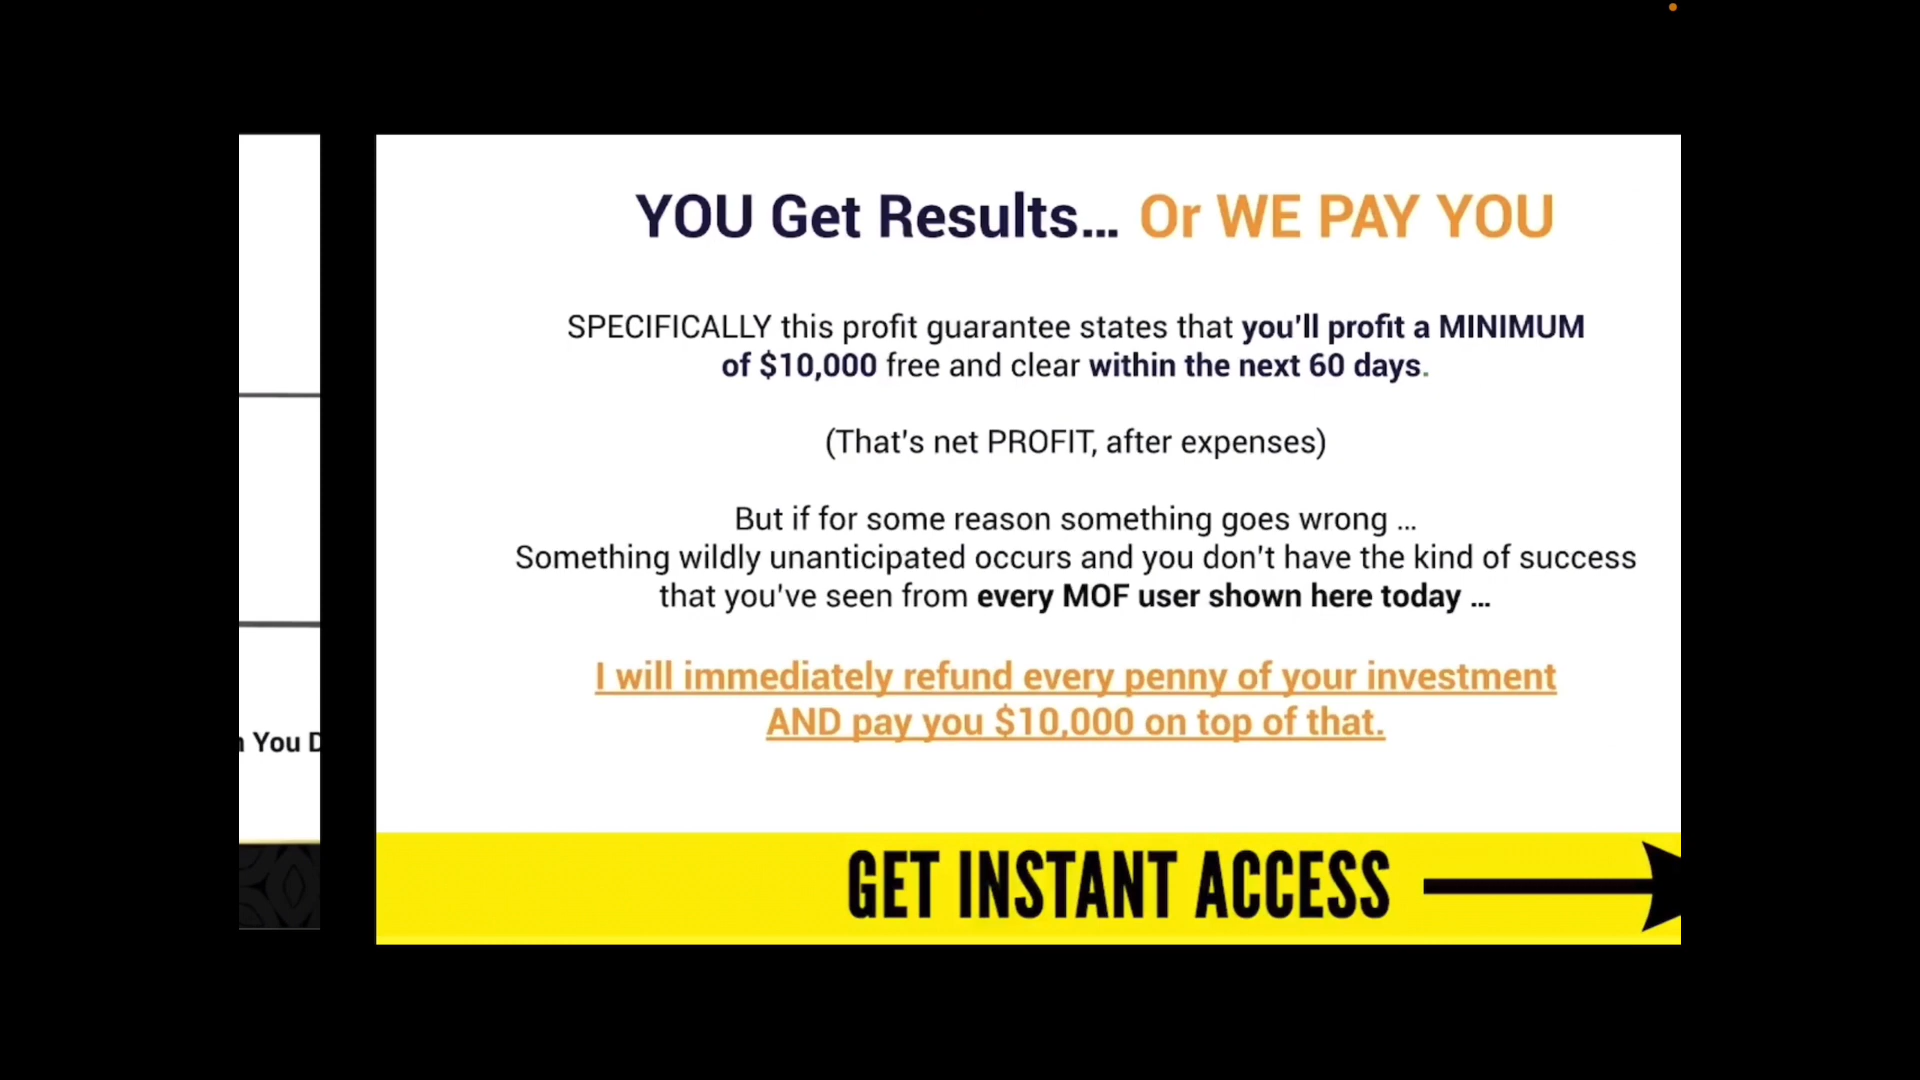 YOU Get Results... Or WE PAY YOU
SPECIFICALLY this profit guarantee states that you'll profit a MINIMUM
of $10,000 free and clear within the next 60 days.
(That's net PROFIT, after expenses)
But if for some reason something goes wrong ...
Something wildly unanticipated occurs and you don't have the kind of success
that you've seen from every MOF user shown here today ...
I will immediately refund every penny of your investment
AND pay you $10,000 on top of that.
You
GET INSTANT ACCESS